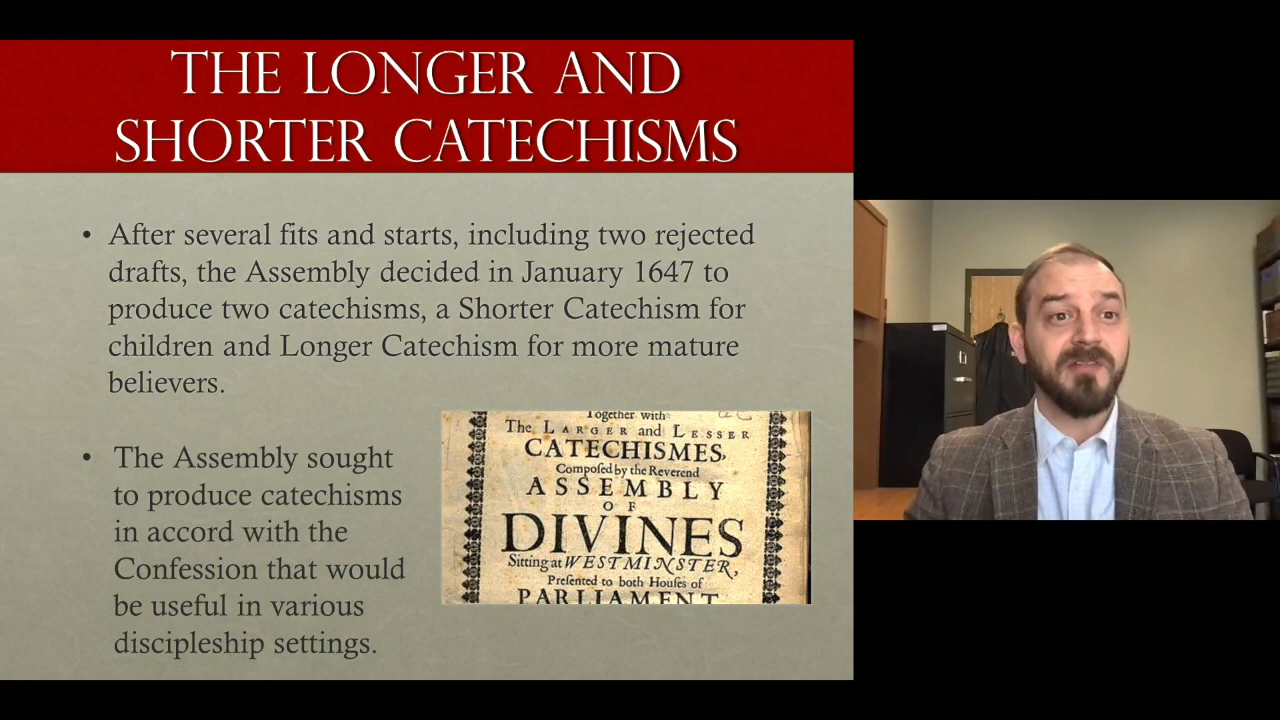 THE LONGER AND
SHORTER CATECHISMS
• After several fits and starts, including two rejected
drafts, the Assembly decided in January 1647 to
produce two catechisms, a Shorter Catechism for
children and Longer Catechism for more mature
believers.
• The Assembly sought
to produce catechisms
in accord with the
Confession that would
be useful in various
discipleship settings.
Together with
The LARGER and LESSER
CATECHISMES,
Compoſed by the Reverend
ASSEMBLY
OF
DIVINES
Sitting at WESTMINSTER,
Preſented to both Houſes of
PARLIAMENT